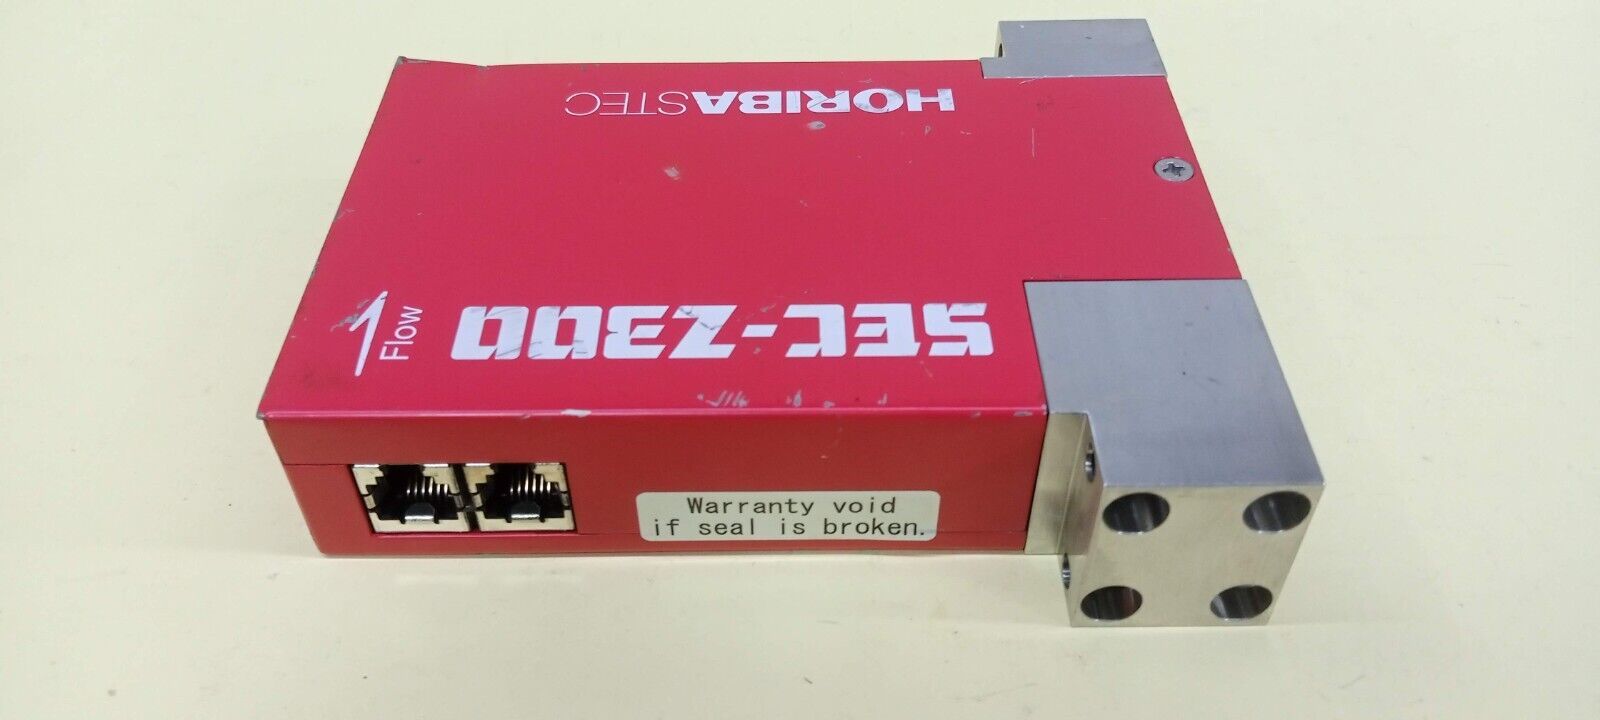 HORIBASTEC
SEC-Z300
Flow
Warranty void
if seal is broken.